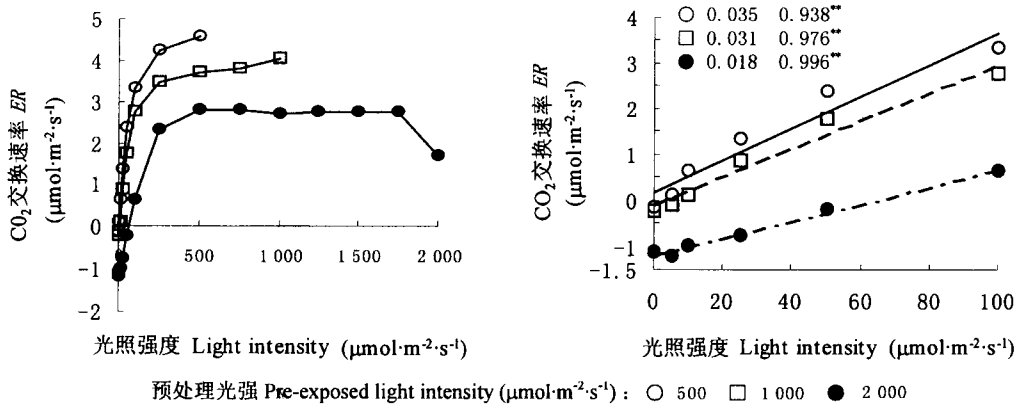 5
4
3
2
1
0
-1
-2
C0₂交换速率 ER
(μmol·m⁻²·s⁻¹)
500
1 000
1 500
2 000
光照强度 Light intensity (μmol·m⁻²·s⁻¹)
○ 0.035 0.938**
□ 0.031 0.976**
● 0.018 0.996**
4
3
2
1
0
-1
-1.5
CO₂交换速率 ER
(μmol·m⁻²·s⁻¹)
0 20 40 60 80 100
光照强度 Light intensity (μmol·m⁻²·s⁻¹)
预处理光强 Pre-exposed light intensity (μmol·m⁻²·s⁻¹): ○ 500 □ 1 000 ● 2 000